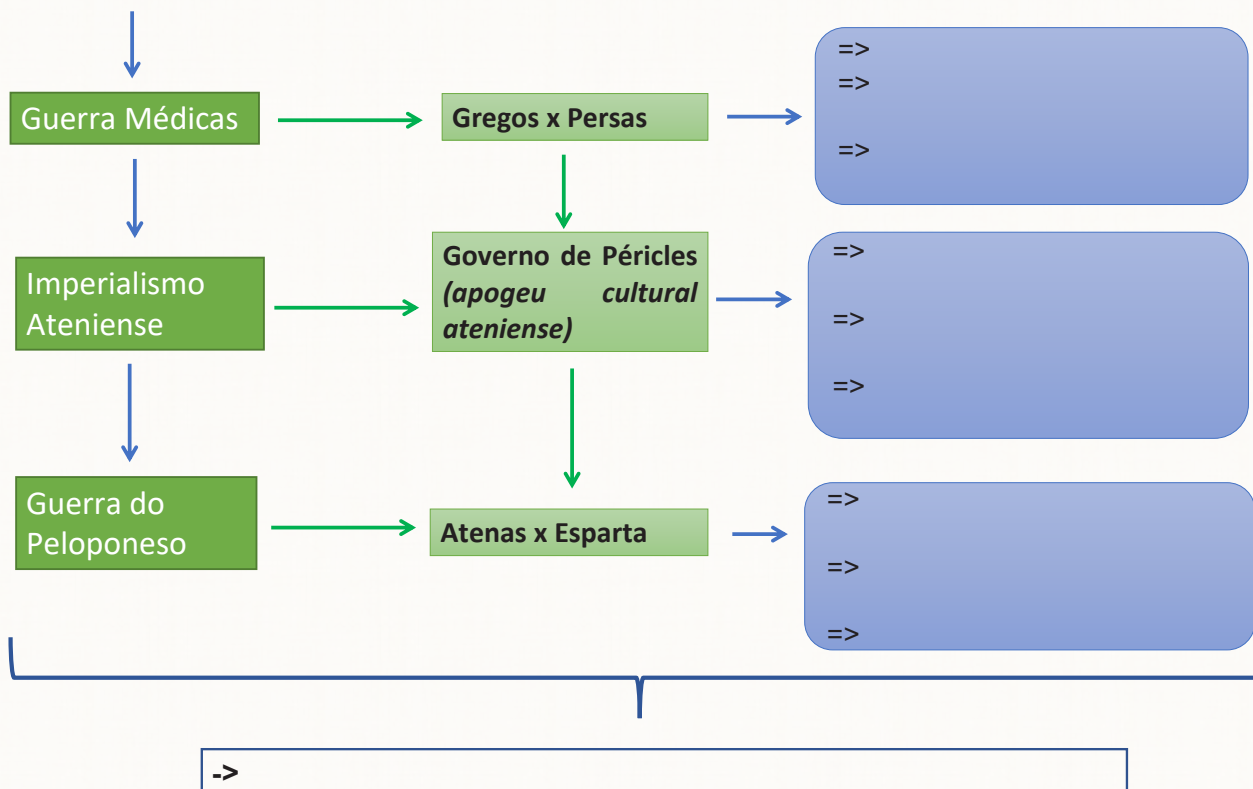 Guerra Médicas
Gregos x Persas
=>
=>
=>
Imperialismo
Ateniense
Governo de Péricles
(apogeu cultural
ateniense)
=>
=>
=>
Guerra do
Peloponeso
Atenas x Esparta
=>
=>
=>
->